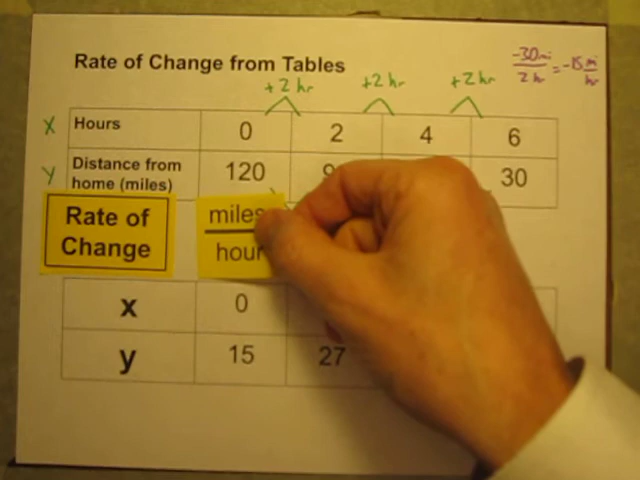 Rate of Change from Tables
-30mi/2 hr = -15 mi/hr
+2 hr +2 hr +2 hr
X Hours 0 2 4 6
Y Distance from home (miles) 120 30
Rate of Change
miles
hour
x 0
y 15 27